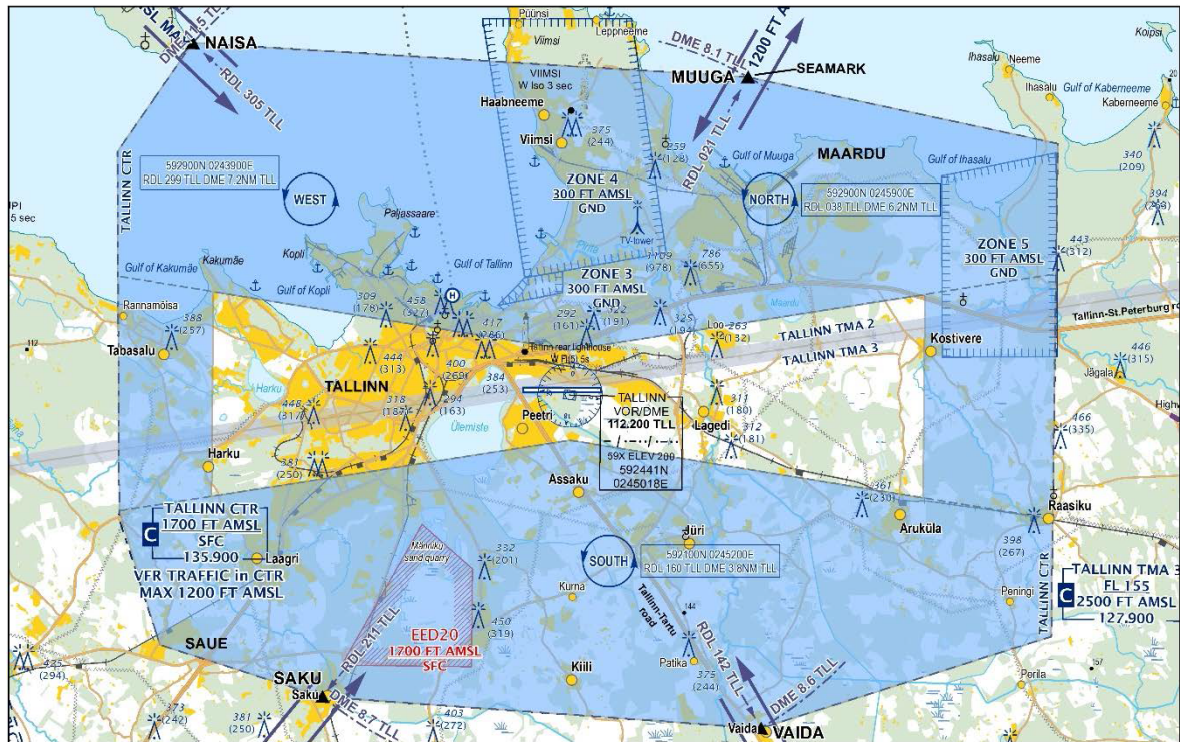 DME 11.5 TLL
NAISA
RDL 305 TLL
Püünsi
Viimsi
Leppneeme
DME 8.1 TLL
1200 FT A
MUUGA
SEAMARK
Koipsi
Ihasalu
Neeme
Gulf of Kaberneeme
Ihasalu
Kaberneeme
VIIMSI
W Iso 3 sec
Haabneeme
Viimsi
375
(244)
259
(128)
RDL 021 TLL
Gulf of Muuga
MAARDU
Gulf of Ihasalu
340
(209)
394
TALLINN CTR
592900N 0243900E
RDL 299 TLL DME 7.2NM TLL
WEST
Paljassaare
Kopli
ZONE 4
300 FT AMSL
GND
Pirita
TV-tower
1109
(978)
786
(655)
NORTH
592900N 0245900E
RDL 038 TLL DME 6.2NM TLL
ZONE 5
300 FT AMSL
GND
443
(312)
5 sec
Gulf of Kakumäe
Kakumäe
Gulf of Tallinn
Gulf of Kopli
H
ZONE 3
300 FT AMSL
GND
Maardu
Rannamõisa
388
(257)
309
(178)
458
(327)
417
(286)
292
(161)
322
(191)
325
(194)
Loo
263
(132)
TALLINN TMA 2
TALLINN TMA 3
Kostivere
Tallinn-St.Peterburg ro
112
Tabasalu
Harku
TALLINN
444
(313)
400
(269)
384
(253)
Tallinn rear lighthouse
446
(315)
Jägala
448
(317)
318
(187)
294
(163)
Ülemiste
Peetri
TALLINN
VOR/DME
112.200 TLL
59X ELEV 200
592441N
0245018E
311
(180)
Lagedi
312
(181)
466
(335)
Highw
Harku
381
(250)
Assaku
361
(230)
Aruküla
Raasiku
398
(267)
C
TALLINN CTR
1700 FT AMSL
SFC
135.900
VFR TRAFFIC in CTR
MAX 1200 FT AMSL
Laagri
Männiku
sand quarry
332
(201)
SOUTH
Jüri
592100N 0245200E
RDL 160 TLL DME 3.8NM TLL
Kurna
144
Tallinn-Tartu
road
Peningi
TALLINN CTR
C
TALLINN TMA 3
FL 155
2500 FT AMSL
127.900
SAUE
RDL 211 TLL
EED20
1700 FT AMSL
SFC
450
(319)
Kiili
Patika
RDL 142 TLL
375
(244)
157
Perila
425
(294)
SAKU
Saku
DME 8.7 TLL
DME 8.6 TLL
373
(242)
381
(250)
403
(272)
Vaida
VAIDA